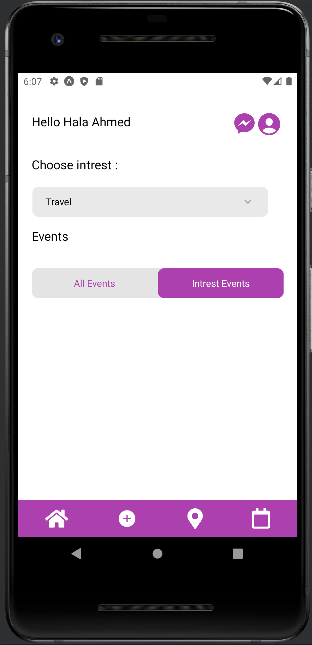 6:07
Hello Hala Ahmed
Choose intrest :
Travel
Events
All Events
Intrest Events